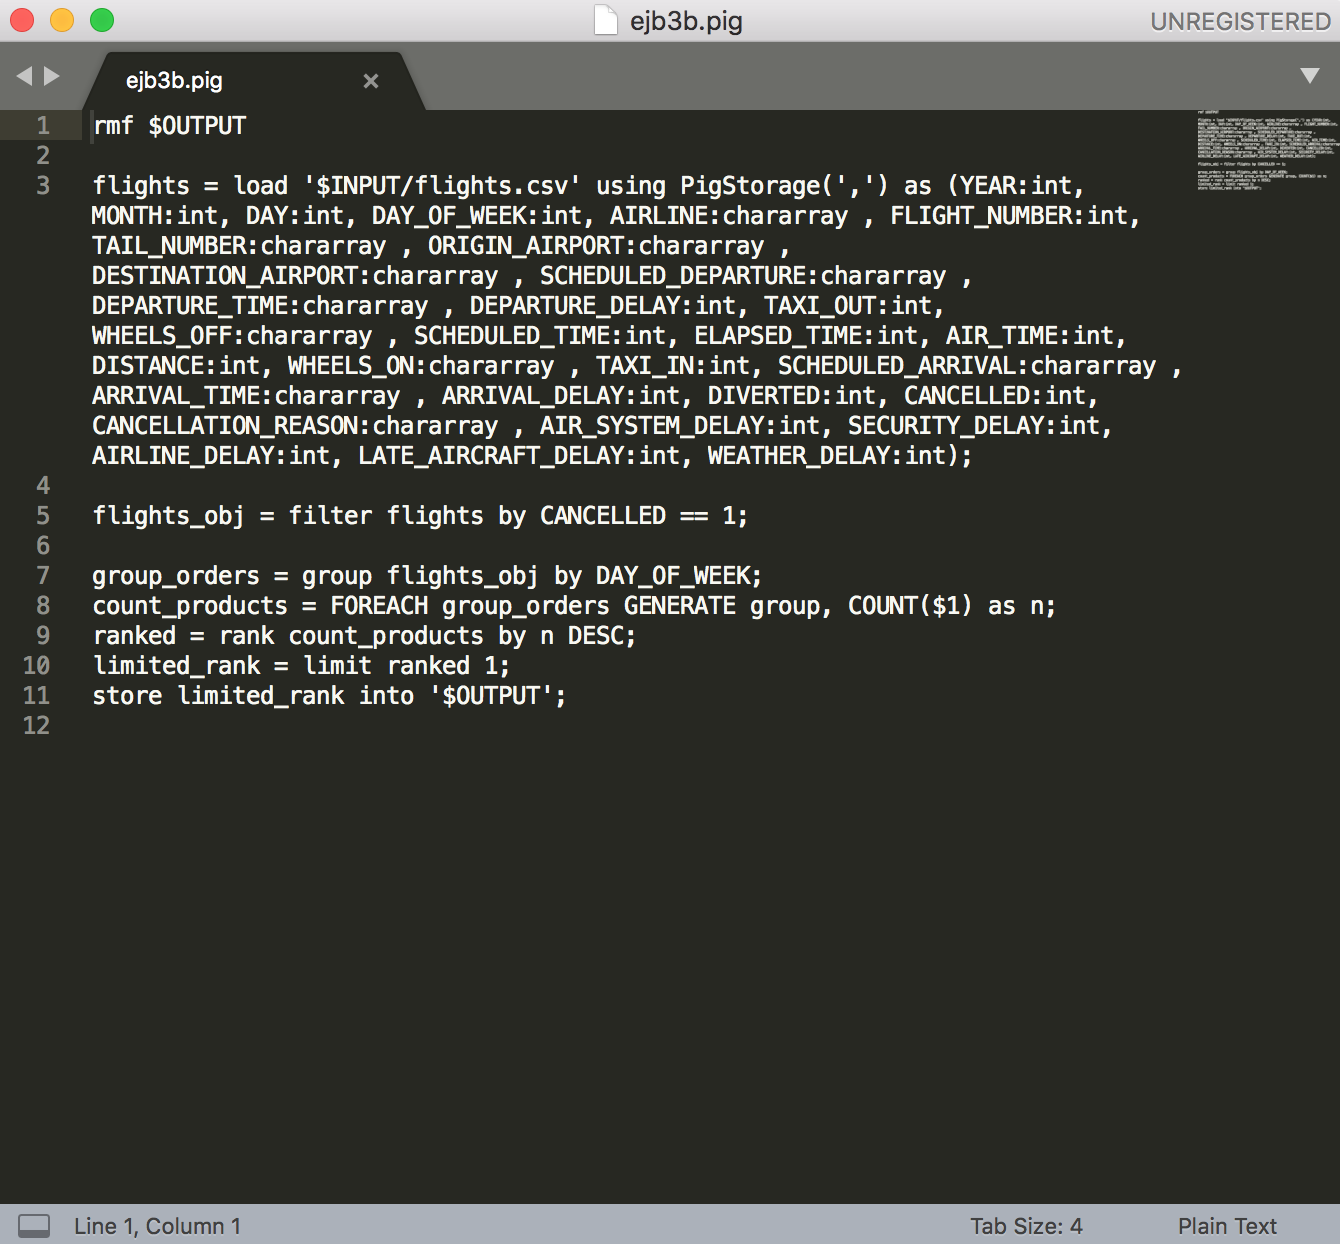 ejb3b.pig
UNREGISTERED
ejb3b.pig
1 rmf $OUTPUT
2
3 flights = load '$INPUT/flights.csv' using PigStorage(',') as (YEAR:int,
MONTH:int, DAY:int, DAY_OF_WEEK:int, AIRLINE:chararray , FLIGHT_NUMBER:int,
TAIL_NUMBER:chararray , ORIGIN_AIRPORT:chararray ,
DESTINATION_AIRPORT:chararray , SCHEDULED_DEPARTURE:chararray ,
DEPARTURE_TIME:chararray , DEPARTURE_DELAY:int, TAXI_OUT:int,
WHEELS_OFF:chararray , SCHEDULED_TIME:int, ELAPSED_TIME:int, AIR_TIME:int,
DISTANCE:int, WHEELS_ON:chararray , TAXI_IN:int, SCHEDULED_ARRIVAL:chararray ,
ARRIVAL_TIME:chararray , ARRIVAL_DELAY:int, DIVERTED:int, CANCELLED:int,
CANCELLATION_REASON:chararray , AIR_SYSTEM_DELAY:int, SECURITY_DELAY:int,
AIRLINE_DELAY:int, LATE_AIRCRAFT_DELAY:int, WEATHER_DELAY:int);
4
5 flights_obj = filter flights by CANCELLED == 1;
6
7 group_orders = group flights_obj by DAY_OF_WEEK;
8 count_products = FOREACH group_orders GENERATE group, COUNT($1) as n;
9 ranked = rank count_products by n DESC;
10 limited_rank = limit ranked 1;
11 store limited_rank into '$OUTPUT';
12
Line 1, Column 1
Tab Size: 4
Plain Text